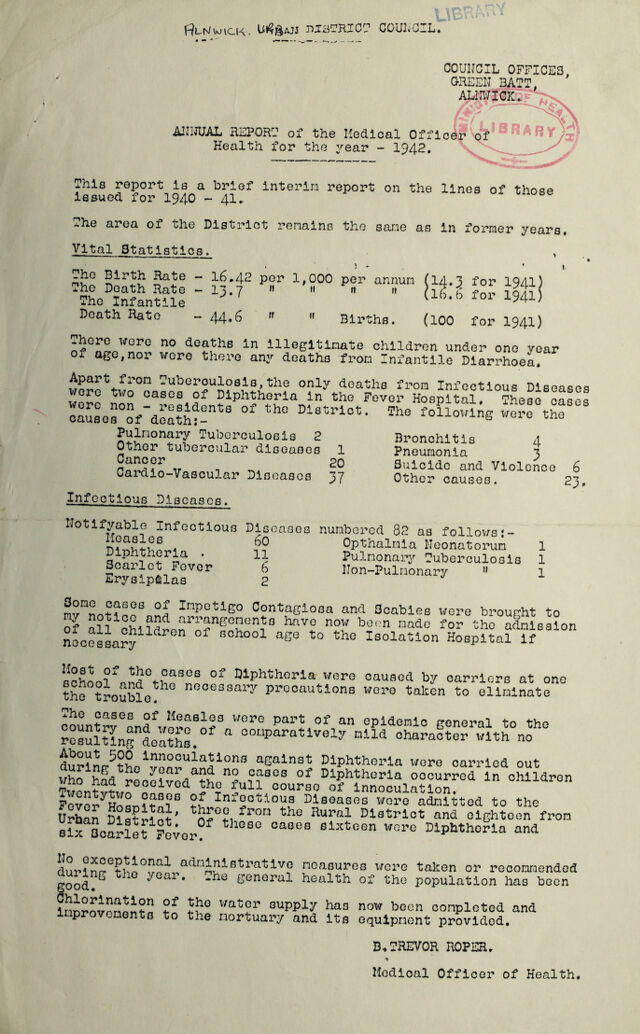 LIBRARY
ALNWICK. URBAN DISTRICT COUNCIL.
COUNCIL OFFICES,
GREEN BATT,
ALNWICK.
MINISTRY OF HEALTH
LIBRARY
ANNUAL REPORT of the Medical Officer of
Health for the year - 1942.
This report is a brief interim report on the lines of those
issued for 1940 - 41.
The area of the District remains the same as in former years.
Vital Statistics.
The Birth Rate - 16.42 per 1,000 per annum (14.3 for 1941)
The Death Rate - 13.7 " " " " (16.6 for 1941)
The Infantile
Death Rate - 44.6 " " Births. (100 for 1941)
There were no deaths in illegitimate children under one year
of age,nor were there any deaths from Infantile Diarrhoea.
Apart from Tuberculosis,the only deaths from Infectious Diseases
were two cases of Diphtheria in the Fever Hospital. These cases
were non - residents of the District. The following were the
causes of death:-
Pulmonary Tuberculosis 2 Bronchitis 4
Other tubercular diseases 1 Pneumonia 3
Cancer 20 Suicide and Violence 6
Cardio-Vascular Diseases 37 Other causes. 23.
Infectious Diseases.
Notifyable Infectious Diseases numbered 82 as follows:-
Measles 60 Opthalmia Neonatorum 1
Diphtheria . 11 Pulmonary Tuberculosis 1
Scarlet Fever 6 Non-Pulmonary " 1
Erysipelas 2
Some cases of Impetigo Contagiosa and Scabies were brought to
my notice and arrangements have now been made for the admission
of all children of school age to the Isolation Hospital if
necessary
Most of the cases of Diphtheria were caused by carriers at one
school and the necessary precautions were taken to eliminate
the trouble.
The cases of Measles were part of an epidemic general to the
country and were of a comparatively mild character with no
resulting deaths.
About 500 innoculations against Diphtheria were carried out
during the year and no cases of Diphtheria occurred in children
who had received the full course of innoculation.
Twentytwo cases of Infectious Diseases were admitted to the
Fever Hospital, three from the Rural District and eighteen from
Urban District. Of these cases sixteen were Diphtheria and
six Scarlet Fever.
No exceptional administrative measures were taken or recommended
during the year. The general health of the population has been
good.
Chlorination of the water supply has now been completed and
improvements to the mortuary and its equipment provided.
B.TREVOR ROPER.
Medical Officer of Health.